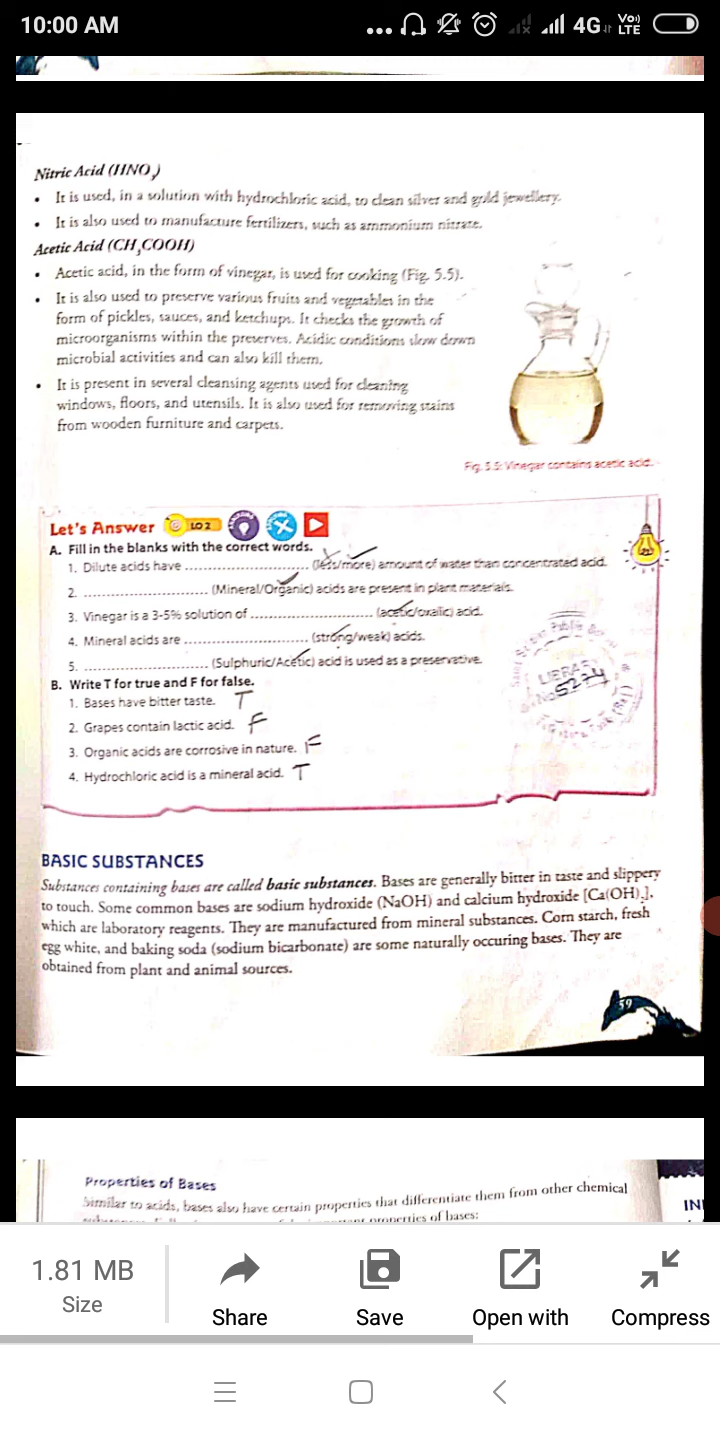 10:00 AM
4G
Vo)) LTE
Nitric Acid (HNO₃)
• It is used, in a solution with hydrochloric acid, to clean silver and gold jewellery.
• It is also used to manufacture fertilizers, such as ammonium nitrate.
Acetic Acid (CH₃COOH)
• Acetic acid, in the form of vinegar, is used for cooking (Fig. 5.5).
• It is also used to preserve various fruits and vegetables in the
form of pickles, sauces, and ketchups. It checks the growth of
microorganisms within the preserves. Acidic conditions slow down
microbial activities and can also kill them.
• It is present in several cleansing agents used for cleaning
windows, floors, and utensils. It is also used for removing stains
from wooden furniture and carpets.
Fig. 5.5: Vinegar contains acetic acid.
Let's Answer LO 2
A. Fill in the blanks with the correct words.
1. Dilute acids have .............................. (less/more) amount of water than concentrated acid.
2. .............................. (Mineral/Organic) acids are present in plant materials.
3. Vinegar is a 3-5% solution of .............................. (acetic/oxalic) acid.
4. Mineral acids are .............................. (strong/weak) acids.
5. .............................. (Sulphuric/Acetic) acid is used as a preservative.
B. Write T for true and F for false.
1. Bases have bitter taste. T
2. Grapes contain lactic acid. F
3. Organic acids are corrosive in nature. F
4. Hydrochloric acid is a mineral acid. T
Public
LIBRARY
No 5274
BASIC SUBSTANCES
Substances containing bases are called basic substances. Bases are generally bitter in taste and slippery
to touch. Some common bases are sodium hydroxide (NaOH) and calcium hydroxide [Ca(OH)₂],
which are laboratory reagents. They are manufactured from mineral substances. Corn starch, fresh
egg white, and baking soda (sodium bicarbonate) are some naturally occuring bases. They are
obtained from plant and animal sources.
59
Properties of Bases
Similar to acids, bases also have certain properties that differentiate them from other chemical
properties of bases:
IN
1.81 MB
Size
Share
Save
Open with
Compress